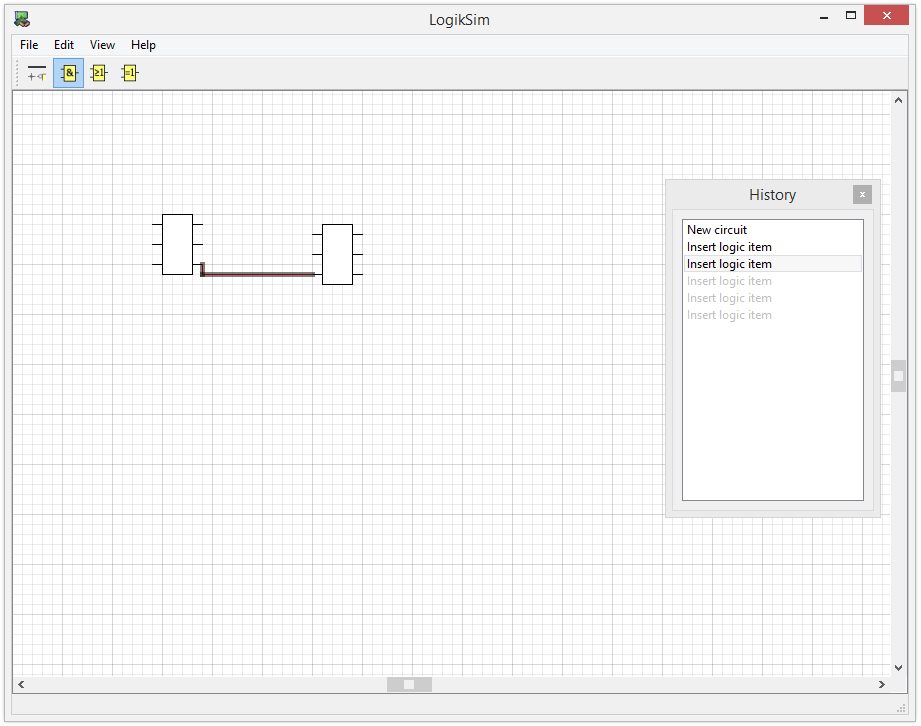 LogikSim
File Edit View Help
& ≥1 =1
History
New circuit
Insert logic item
Insert logic item
Insert logic item
Insert logic item
Insert logic item